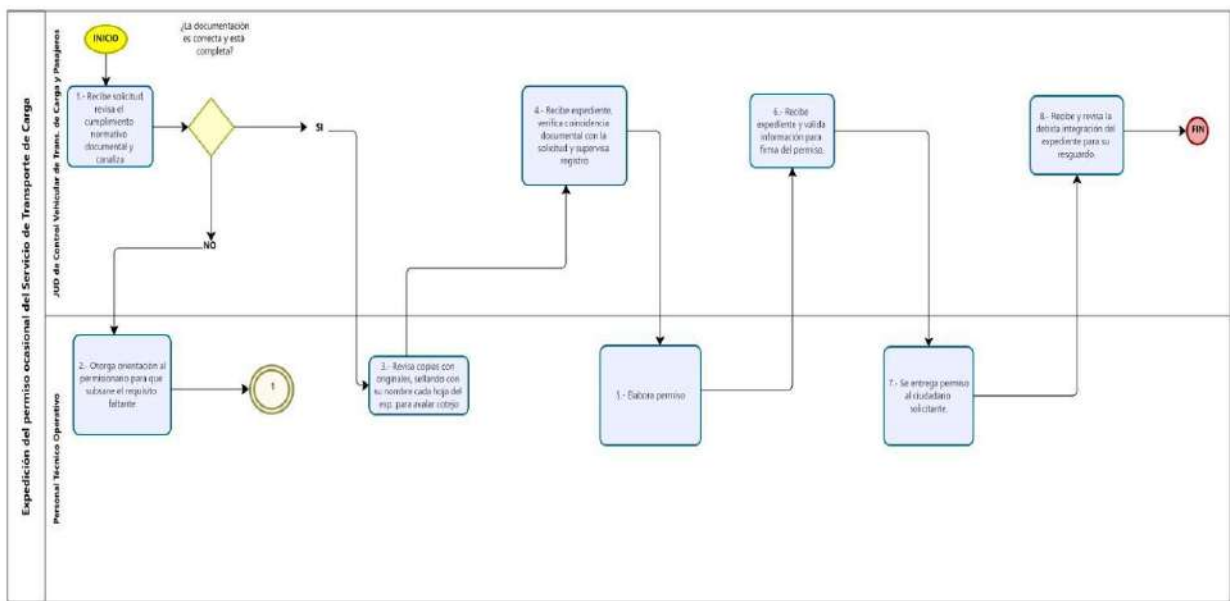 Expedición del permiso ocasional del Servicio de Transporte de Carga
JUD de Control Vehicular de Trans. de Carga y Pasajeros
Personal Técnico Operativo
INICIO
¿La documentación
es correcta y está
completa?
1.- Recibe solicitud,
revisa el
cumplimiento
normativo
documental y
canaliza
SI
NO
2.- Otorga orientación al
permisionario para que
subsane el requisito
faltante.
1
3.- Revisa copias con
originales, sellando con
su nombre cada hoja del
exp. para avalar cotejo
4.- Recibe expediente,
verifica coincidencia
documental con la
solicitud y supervisa
registro
5.- Elabora permiso
6.- Recibe
expediente y valida
información para
firma del permiso.
7.- Se entrega permiso
al ciudadano
solicitante.
8.- Recibe y revisa la
debida integración del
expediente para su
resguardo.
FIN